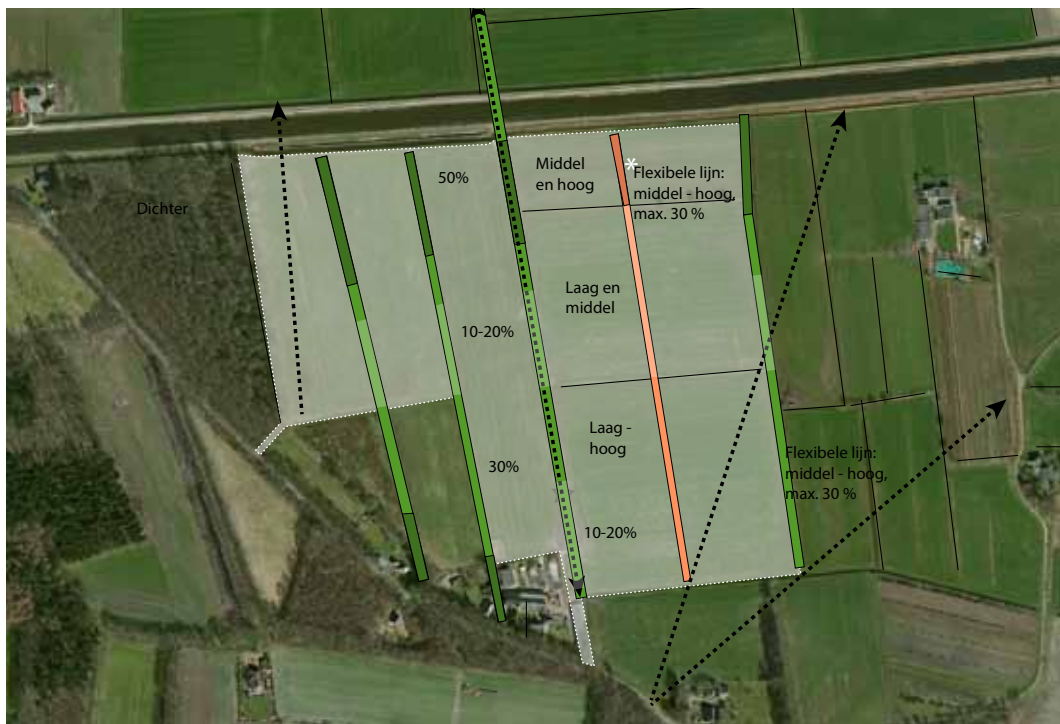 50%
Middel
en hoog
*
Flexibele lijn:
middel - hoog,
max. 30 %
Dichter
Laag en
middel
10-20%
Laag -
hoog
30%
Flexibele lijn:
middel - hoog,
max. 30 %
10-20%